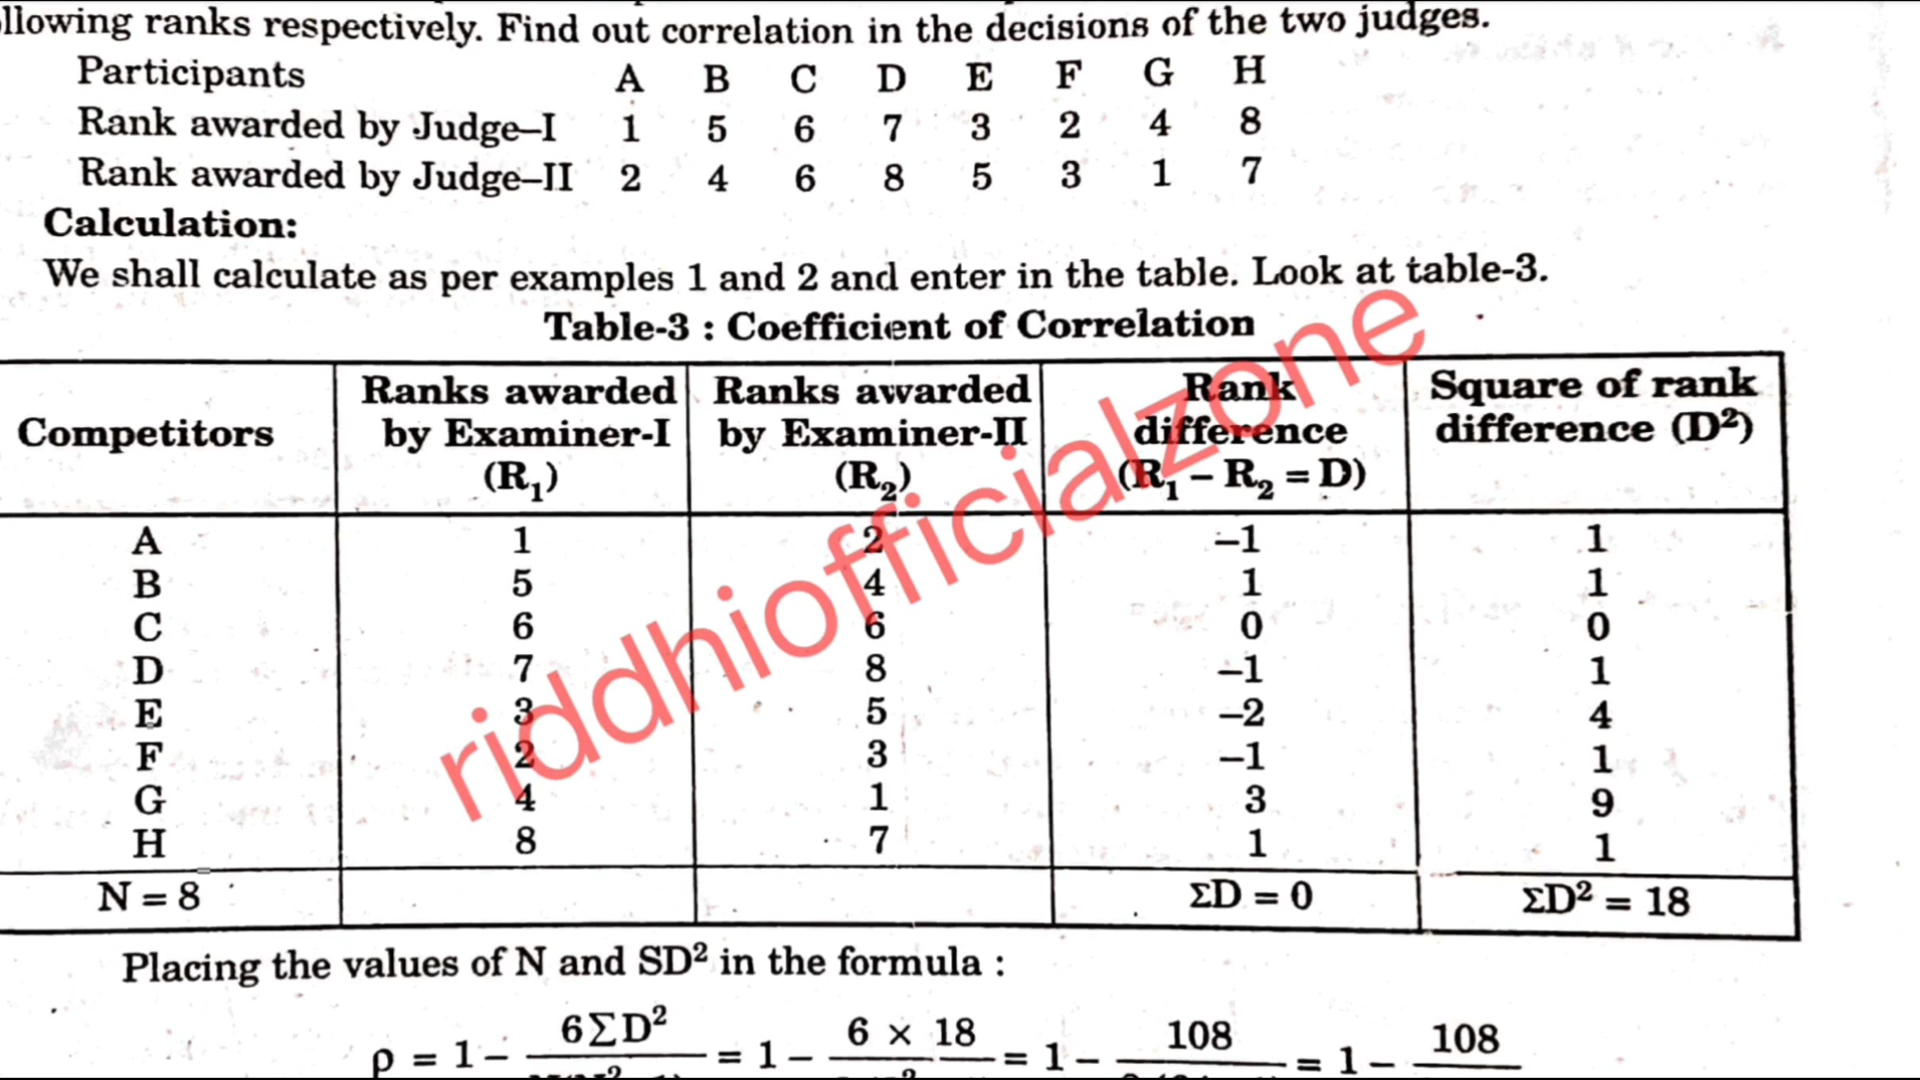 llowing ranks respectively. Find out correlation in the decisions of the two judges.
Participants A B C D E F G H
Rank awarded by Judge–I 1 5 6 7 3 2 4 8
Rank awarded by Judge–II 2 4 6 8 5 3 1 7
Calculation:
We shall calculate as per examples 1 and 2 and enter in the table. Look at table-3.
Table-3 : Coefficient of Correlation
Competitors Ranks awarded by Examiner-I (R₁) Ranks awarded by Examiner-II (R₂) Rank difference (R₁ – R₂ = D) Square of rank difference (D²)
A 1 2 –1 1
B 5 4 1 1
C 6 6 0 0
D 7 8 –1 1
E 3 5 –2 4
F 2 3 –1 1
G 4 1 3 9
H 8 7 1 1
N = 8 ΣD = 0 ΣD² = 18
Placing the values of N and SD² in the formula :
ρ = 1 – 6ΣD² = 1 – 6 × 18 = 1 – 108 = 1 – 108
riddhiofficialzone